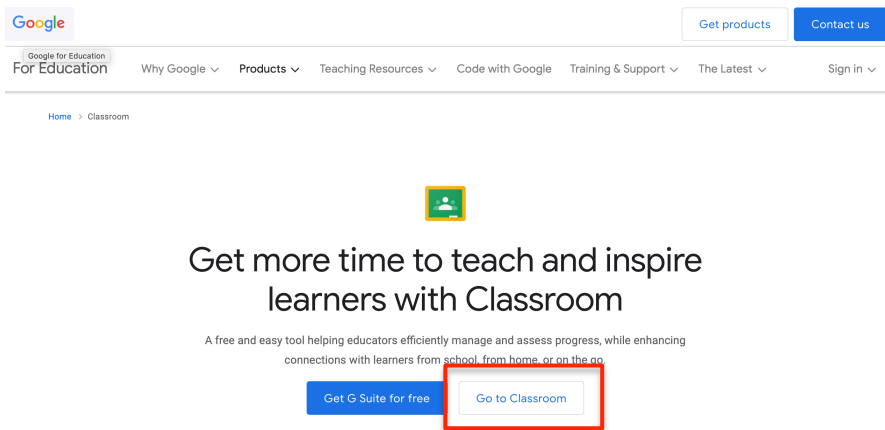 Google
Get products
Contact us
Google for Education
For Education
Why Google
Products
Teaching Resources
Code with Google
Training & Support
The Latest
Sign in
Home > Classroom
Get more time to teach and inspire
learners with Classroom
A free and easy tool helping educators efficiently manage and assess progress, while enhancing
connections with learners from school, from home, or on the go.
Get G Suite for free
Go to Classroom